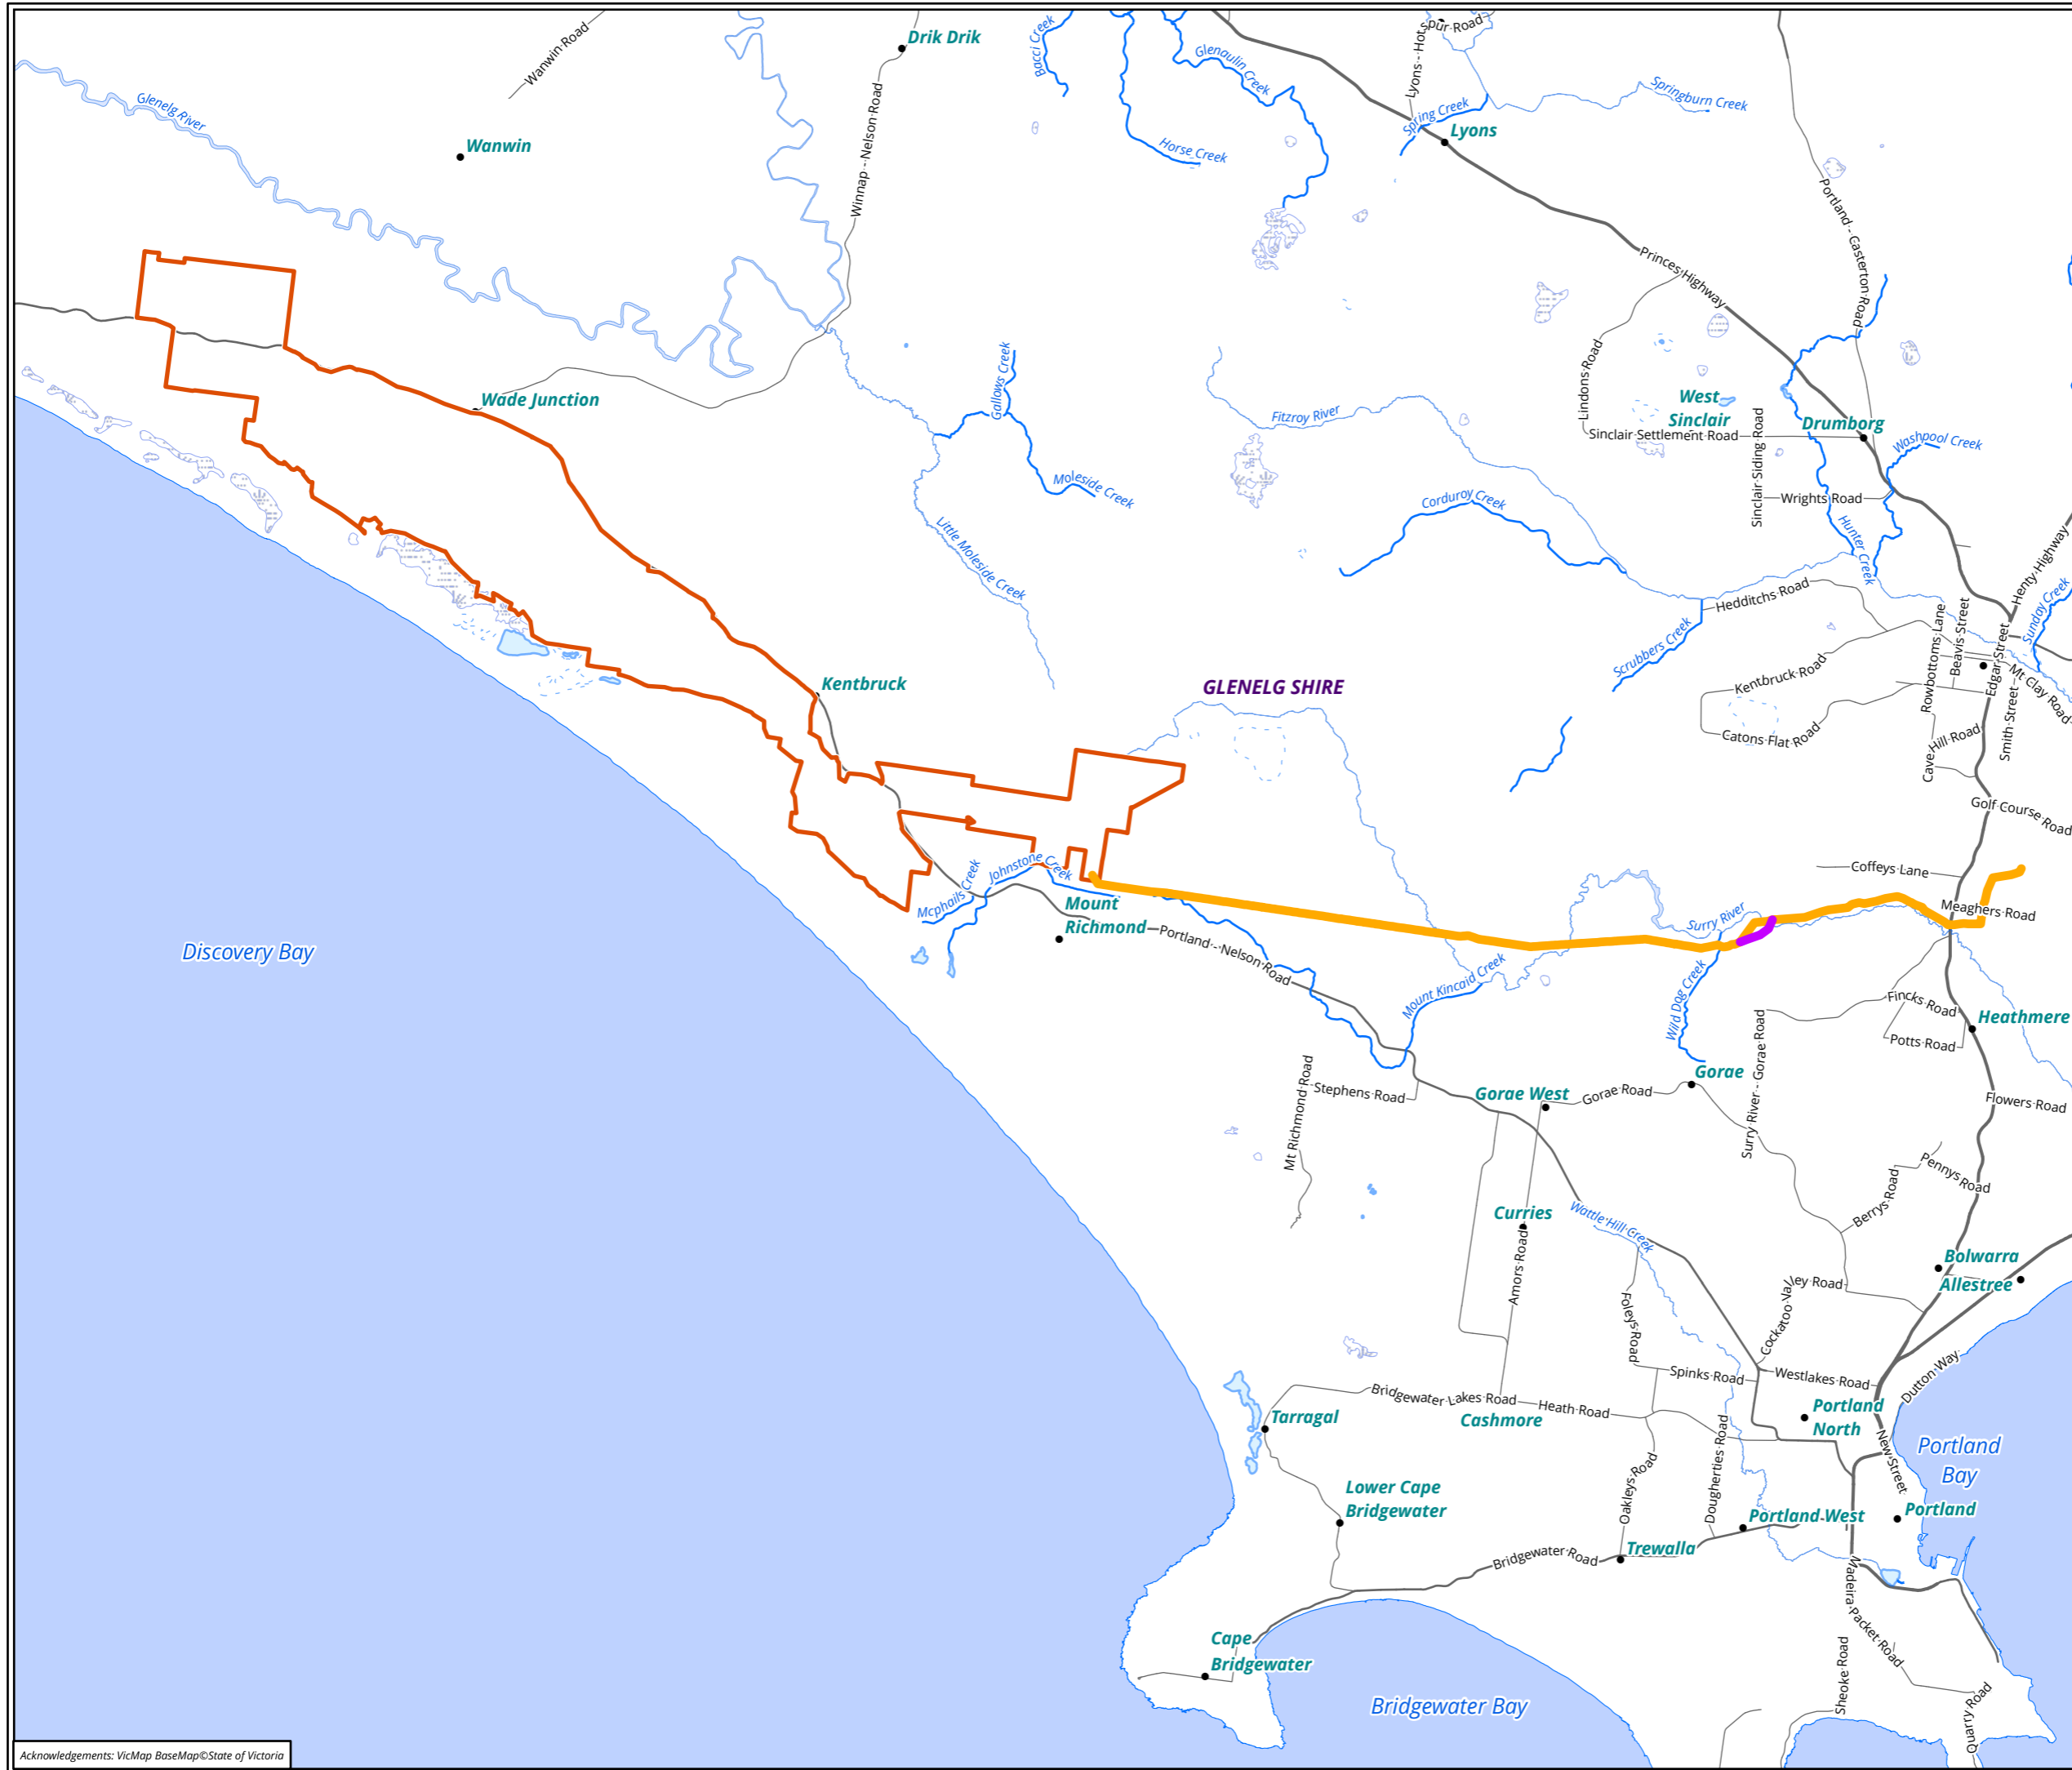 Drik Drik
Bacci Creek
Glenaulin Creek
Lyons - Hotspur Road
Wanwin Road
Springburn Creek
Glenelg River
Spring Creek
Lyons
Wanwin
Horse Creek
Winnap - Nelson Road
Portland - Casterton Road
Princes Highway
Gallows Creek
Lindons Road
Wade Junction
West
Sinclair
Fitzroy River
Drumborg
Sinclair Settlement Road
Sinclair Siding Road
Washpool Creek
Moleside Creek
Corduroy Creek
Wrights Road
Hunter Creek
Little Moleside Creek
Henty Highway
Hedditchs Road
Sunday Creek
Scrubbers Creek
Rowbottoms Lane
Beavis Street
Edgar Street
Kentbruck Road
Mt Clay Road
Kentbruck
GLENELG SHIRE
Smith Street
Catons Flat Road
Cave Hill Road
Golf Course Road
Coffeys Lane
Johnstone Creek
Mcphails Creek
Mount
Richmond
Surry River
Meaghers Road
Portland - Nelson Road
Discovery Bay
Mount Kincaid Creek
Wild Dog Creek
Fincks Road
Heathmere
Potts Road
Surry River - Gorae Road
Mt Richmond Road
Stephens Road
Gorae West
Gorae Road
Gorae
Flowers Road
Pennys Road
Berrys Road
Curries
Wattle Hill Creek
Amors Road
Bolwarra
Allestree
Foleys Road
Cockatoo Valley Road
Spinks Road
Westlakes Road
Dutton Way
Bridgewater Lakes Road
Heath Road
Cashmore
Tarragal
Portland
North
New Street
Portland
Bay
Oakleys Road
Dougherties Road
Lower Cape
Bridgewater
Portland West
Portland
Trewalla
Bridgewater Road
Madeira Packet Road
Cape
Bridgewater
Sheoke Road
Bridgewater Bay
Quarry Road
Acknowledgements: VicMap BaseMap©State of Victoria